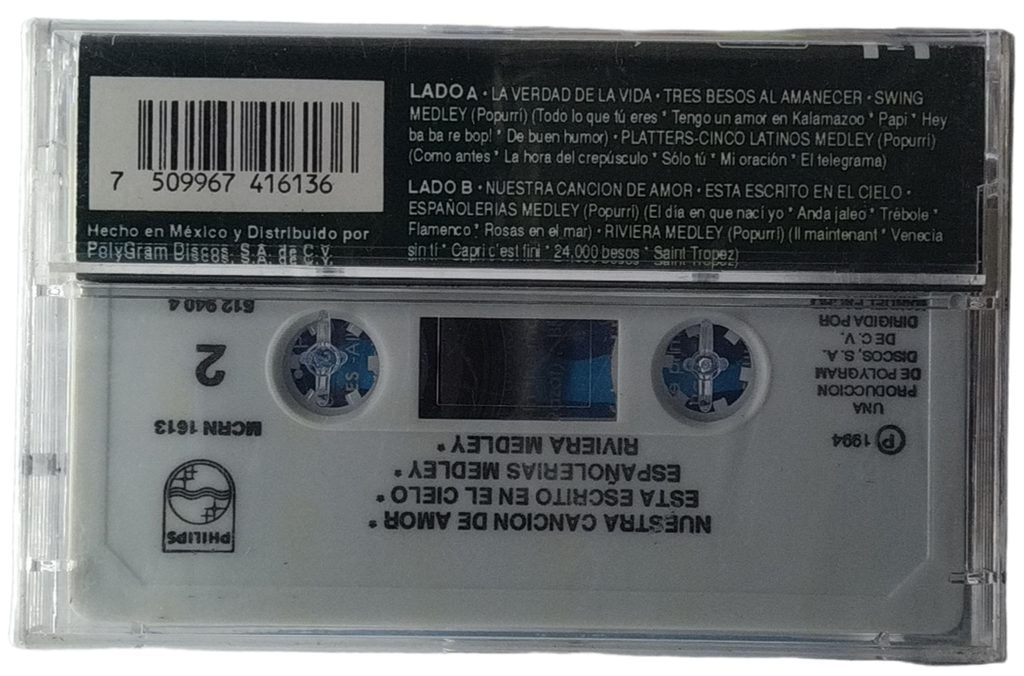 LADO A · LA VERDAD DE LA VIDA · TRES BESOS AL AMANECER · SWING
MEDLEY (Popurrí) (Todo lo que tú eres * Tengo un amor en Kalamazoo * Papi * Hey
ba ba re bop! * De buen humor) · PLATTERS-CINCO LATINOS MEDLEY (Popurrí)
(Como antes * La hora del crepúsculo * Sólo tú * Mi oración * El telegrama)
LADO B · NUESTRA CANCION DE AMOR · ESTA ESCRITO EN EL CIELO ·
ESPAÑOLERIAS MEDLEY (Popurrí) (El día en que nací yo * Anda jaleo * Trébole *
Flamenco * Rosas en el mar) · RIVIERA MEDLEY (Popurrí) (Il maintenant * Venecia
sin tí * Capri c'est fini * 24.000 besos * Saint Tropez)
7 509967 416136
Hecho en México y Distribuido por
PolyGram Discos, S.A. de C.V.
PHILIPS
MCRN 1613
2
512 940 4
NUESTRA CANCION DE AMOR *
ESTA ESCRITO EN EL CIELO *
ESPAÑOLERIAS MEDLEY *
RIVIERA MEDLEY *
Ⓟ 1994
UNA
PRODUCCION
DE POLYGRAM
DISCOS, S.A.
DE C.V.
DIRIGIDA POR